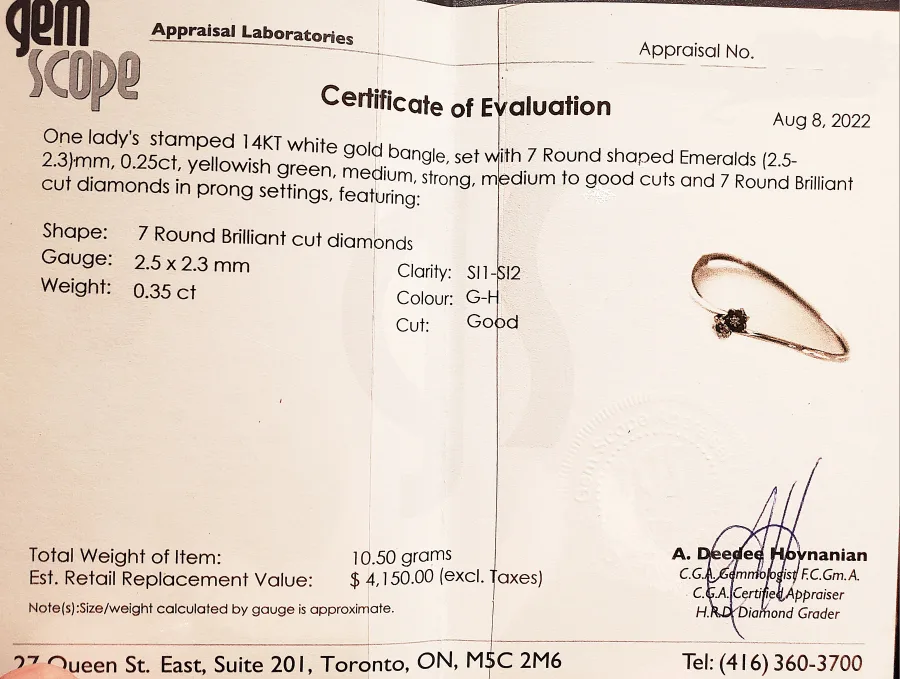 gem
scope
Appraisal Laboratories
Appraisal No.
Certificate of Evaluation
Aug 8, 2022
One lady's stamped 14KT white gold bangle, set with 7 Round shaped Emeralds (2.5-
2.3)mm, 0.25ct, yellowish green, medium, strong, medium to good cuts and 7 Round Brilliant
cut diamonds in prong settings, featuring:
Shape: 7 Round Brilliant cut diamonds
Gauge: 2.5 x 2.3 mm
Weight: 0.35 ct
Clarity: SI1-SI2
Colour: G-H
Cut: Good
Total Weight of Item: 10.50 grams
Est. Retail Replacement Value: $ 4,150.00 (excl. Taxes)
Note(s):Size/weight calculated by gauge is approximate.
A. Deedee Hovnanian
C.G.A. Gemmologist F.C.Gm.A.
C.G.A. Certified Appraiser
H.R.D Diamond Grader
27 Queen St. East, Suite 201, Toronto, ON, M5C 2M6
Tel: (416) 360-3700